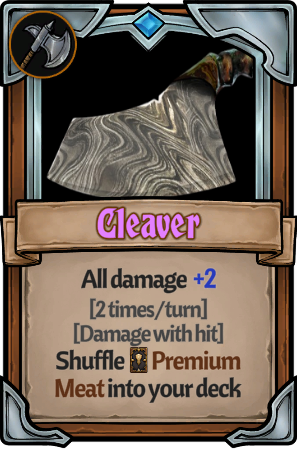 Cleaver
All damage +2
[2 times/turn]
[Damage with hit]
Shuffle Premium
Meat into your deck